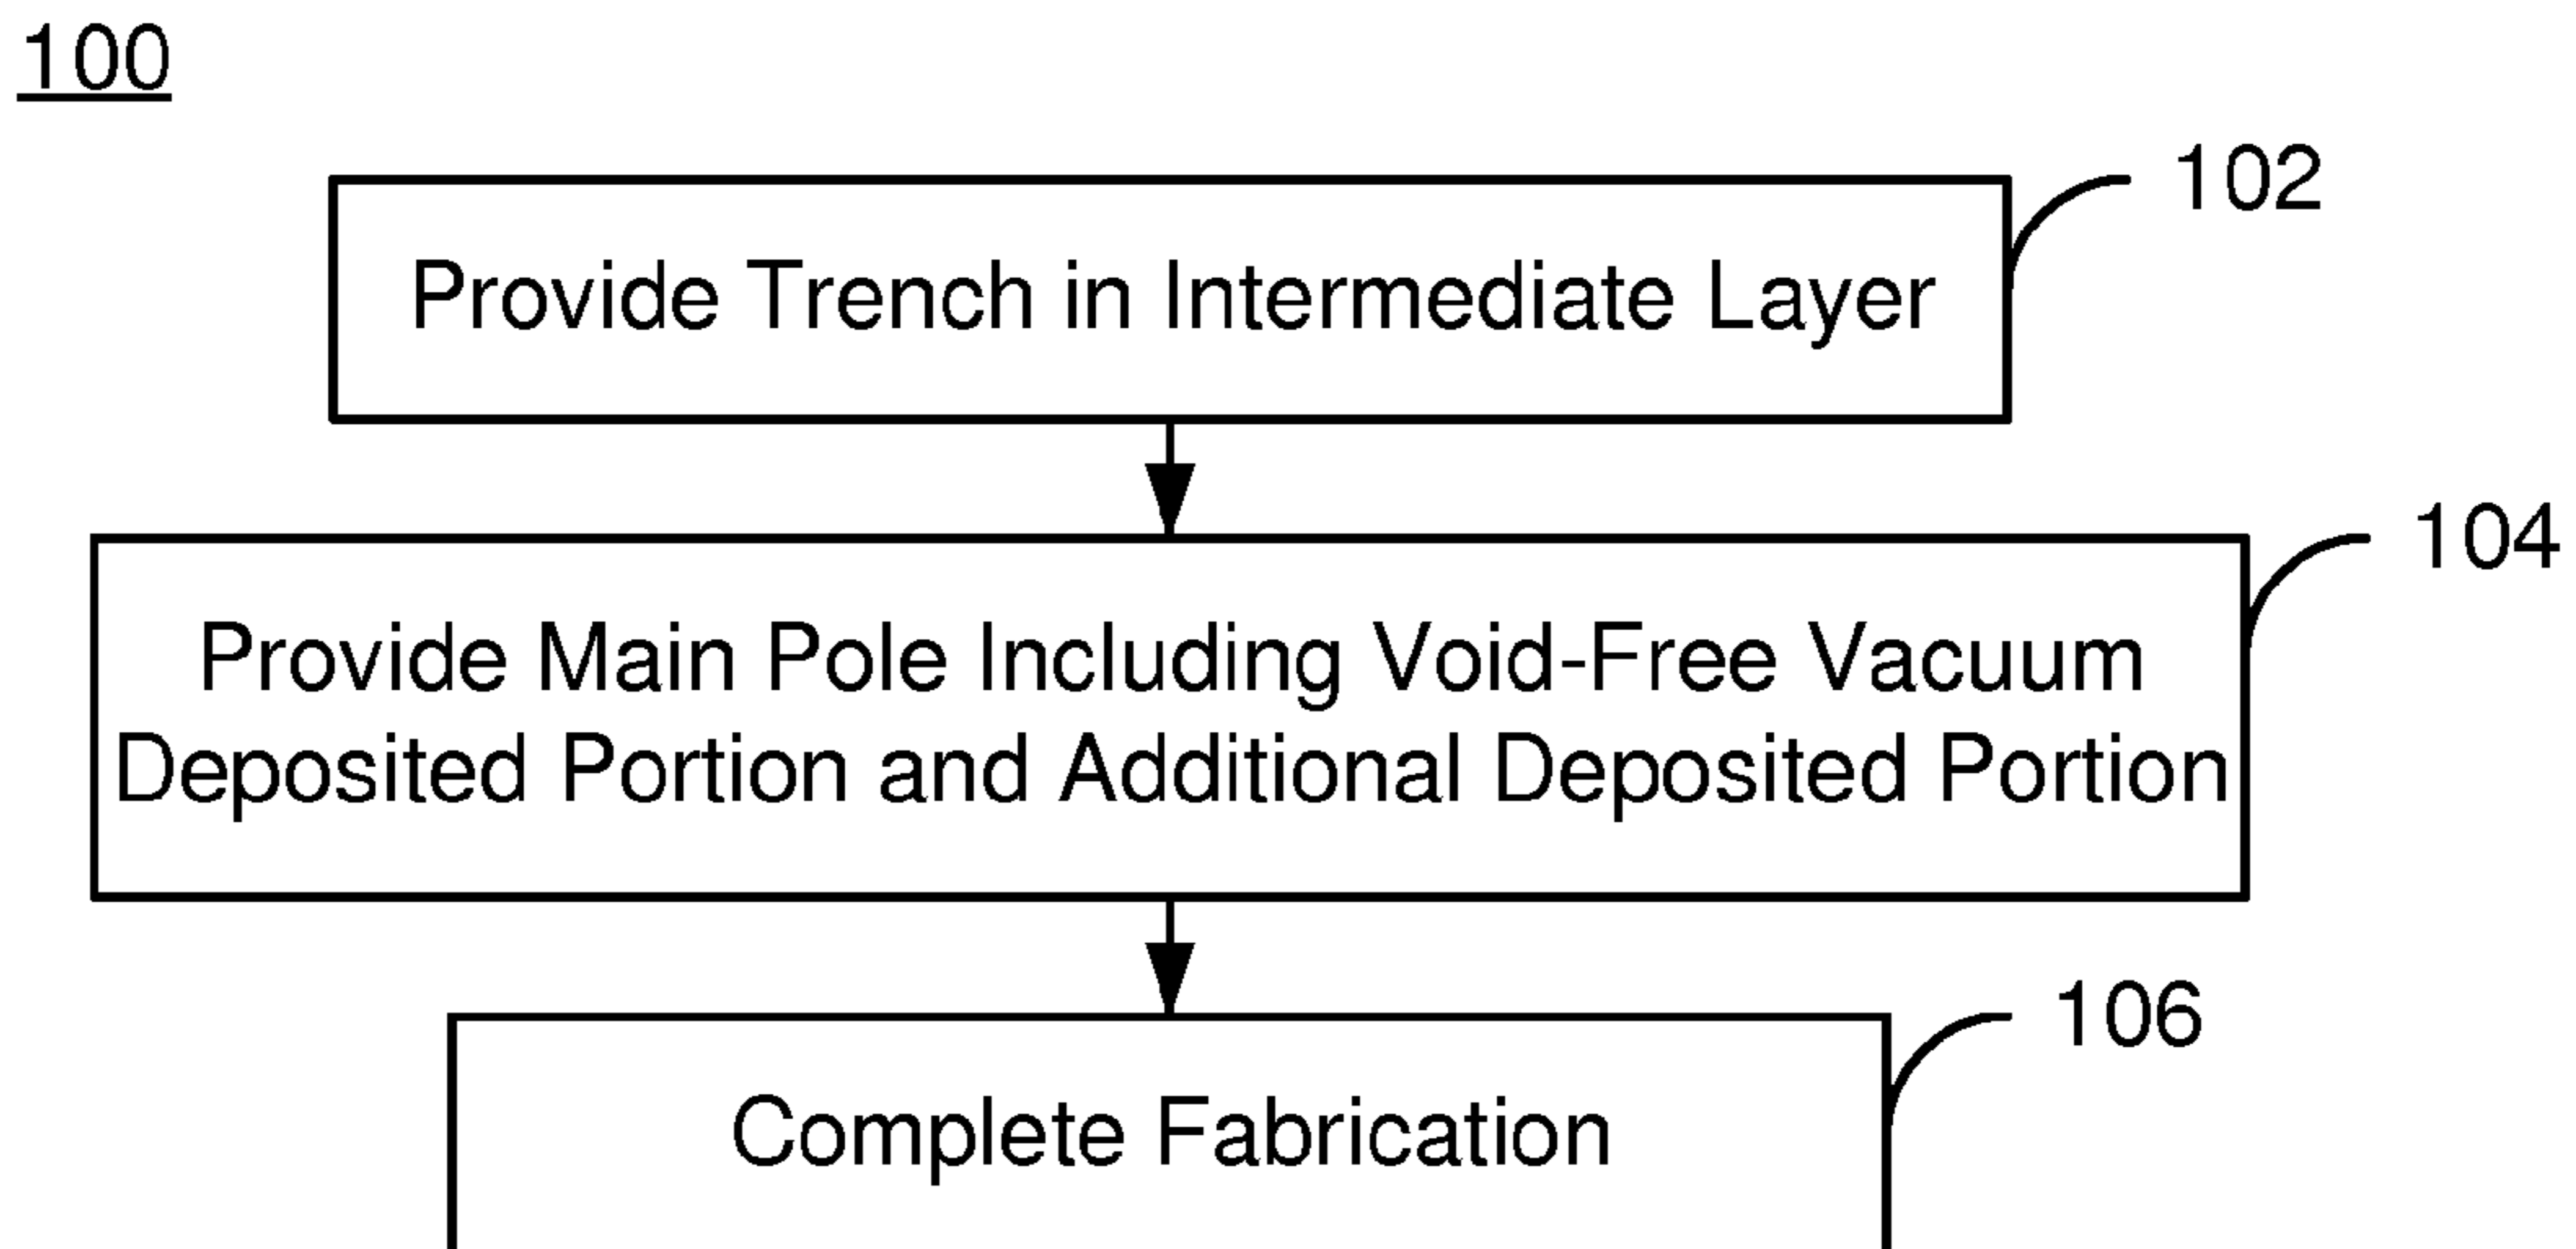 100
102
Provide Trench in Intermediate Layer
104
Provide Main Pole Including Void-Free Vacuum
Deposited Portion and Additional Deposited Portion
106
Complete Fabrication